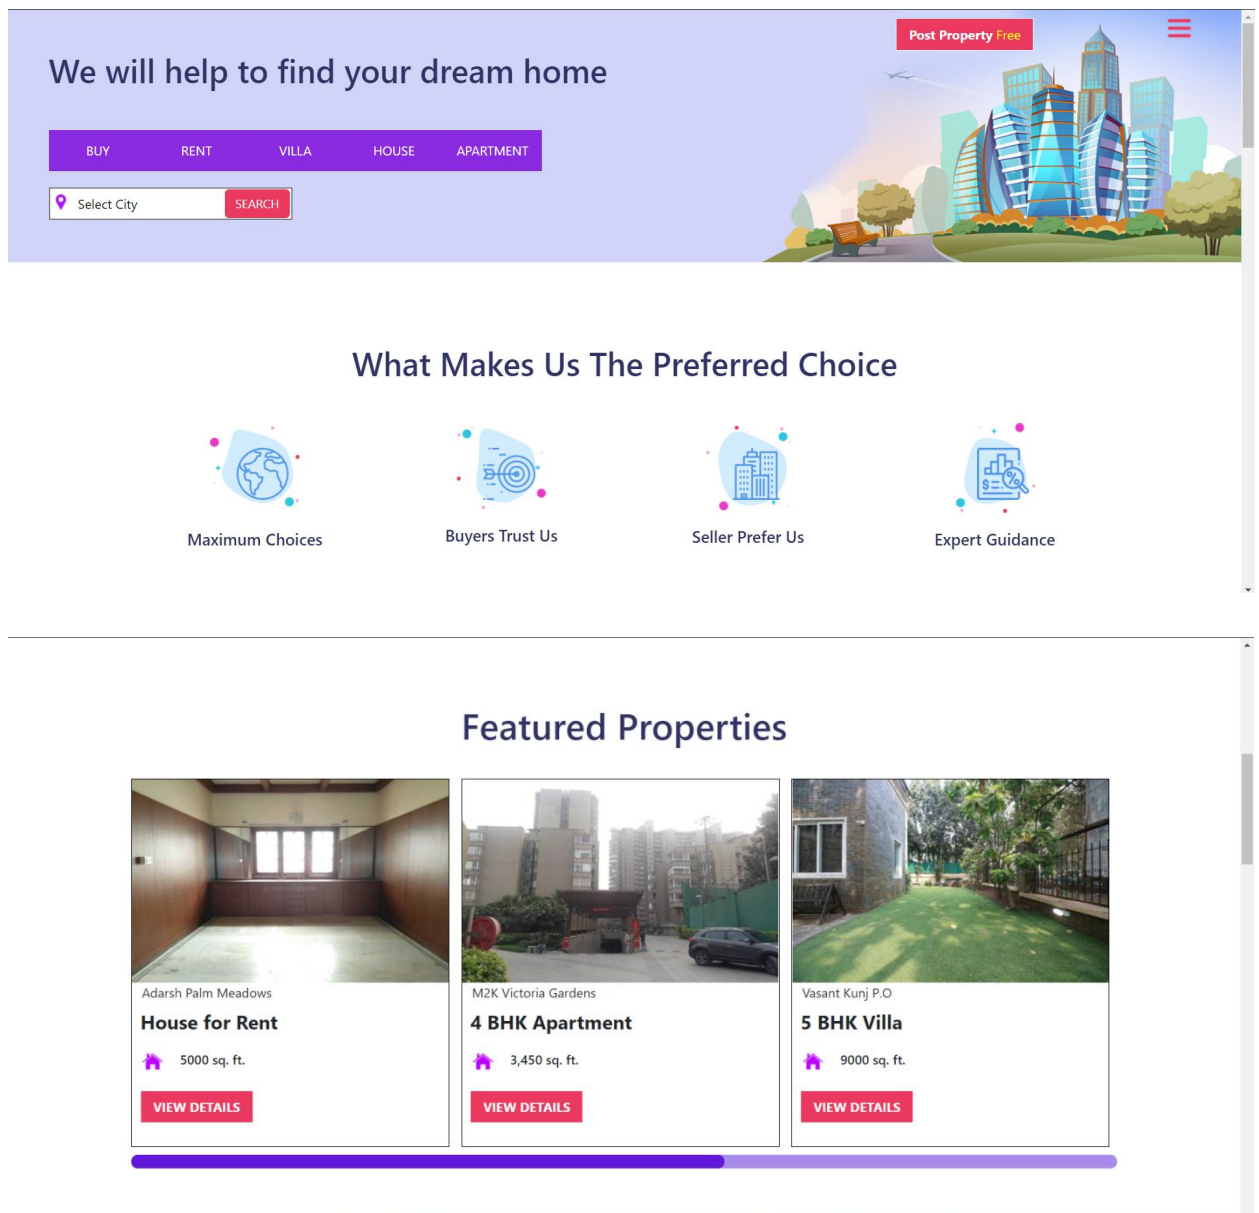 Post Property Free
We will help to find your dream home
BUY RENT VILLA HOUSE APARTMENT
Select City SEARCH
What Makes Us The Preferred Choice
Maximum Choices
Buyers Trust Us
Seller Prefer Us
Expert Guidance
Featured Properties
Adarsh Palm Meadows
House for Rent
5000 sq. ft.
VIEW DETAILS
M2K Victoria Gardens
4 BHK Apartment
3,450 sq. ft.
VIEW DETAILS
Vasant Kunj P.O
5 BHK Villa
9000 sq. ft.
VIEW DETAILS